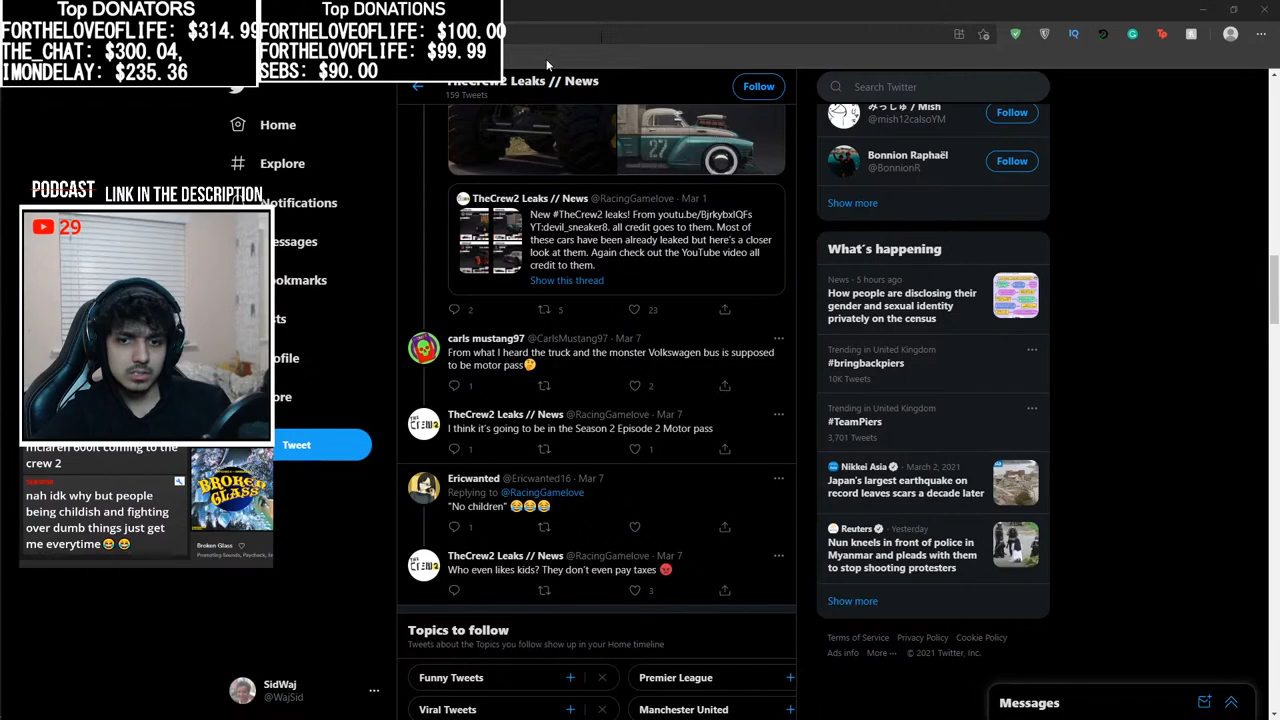 Top DONATORS
FORTHELOVEOFLIFE: $314.99
THE_CHAT: $300.04,
IMONDELAY: $235.36
Top DONATIONS
FORTHELOVEOFLIFE: $100.00
FORTHELOVOFLIFE: $99.99
SEBS: $90.00
PODCAST
LINK IN THE DESCRIPTION
29
mclaren 600lt coming to the
crew 2
nah idk why but people
being childish and fighting
over dumb things just get
me everytime😂 😂
BROKEN
GLASS
Broken Glass
Home
Explore
Notifications
essages
okmarks
sts
ofile
ore
Tweet
SidWaj
@WajSid
TheCrew2 Leaks // News
159 Tweets
Follow
27
TheCrew2 Leaks // News @RacingGamelove · Mar 1
New #TheCrew2 leaks! From youtu.be/BjrkybxIQFs
YT:devil_sneaker8. all credit goes to them. Most of
these cars have been already leaked but here's a closer
look at them. Again check out the YouTube video all
credit to them.
Show this thread
2 5 23
carls mustang97 @CarlsMustang97 · Mar 7
From what I heard the truck and the monster Volkswagen bus is supposed
to be motor pass🤔
1 2
TheCrew2 Leaks // News @RacingGamelove · Mar 7
I think it's going to be in the Season 2 Episode 2 Motor pass
1 1
Ericwanted @Ericwanted16 · Mar 7
Replying to @RacingGamelove
"No children" 😂😂😂
1
TheCrew2 Leaks // News @RacingGamelove · Mar 7
Who even likes kids? They don't even pay taxes 😡
3
Topics to follow
Tweets about the Topics you follow show up in your Home timeline
Funny Tweets
Premier League
Viral Tweets
Manchester United
Search Twitter
みっしゅ / Mish
@mish12calsoYM
Follow
Bonnion Raphaël
@BonnionR
Follow
Show more
What's happening
News · 5 hours ago
How people are disclosing their
gender and sexual identity
privately on the census
Trending in United Kingdom
#bringbackpiers
10K Tweets
Trending in United Kingdom
#TeamPiers
3,701 Tweets
Nikkei Asia · March 2, 2021
Japan's largest earthquake on
record leaves scars a decade later
Reuters · Yesterday
Nun kneels in front of police in
Myanmar and pleads with them
to stop shooting protesters
Show more
Terms of Service Privacy Policy Cookie Policy
Ads info More ··· © 2021 Twitter, Inc.
Messages